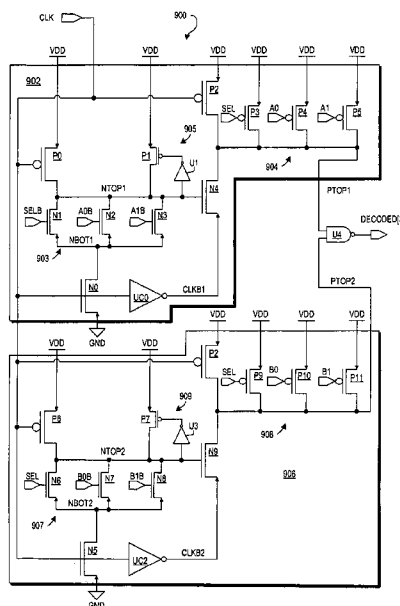 CLK
900
VDD VDD VDD VDD VDD VDD
902
P2
SEL P3 A0 P4 A1 P5
905
P0 P1
U1
904
NTOP1
N4
PTOP1
SELB N1 A0B N2 A1B N3
U4 DECODED[
NBOT1
903
N0 UC0 CLKB1
PTOP2
GND
VDD VDD VDD VDD VDD VDD
P2
SEL P9 B0 P10 B1 P11
909
P6 P7
U3
908
NTOP2
N9
906
SEL N6 B0B N7 B1B N8
NBOT2
907
N5 UC2 CLKB2
GND